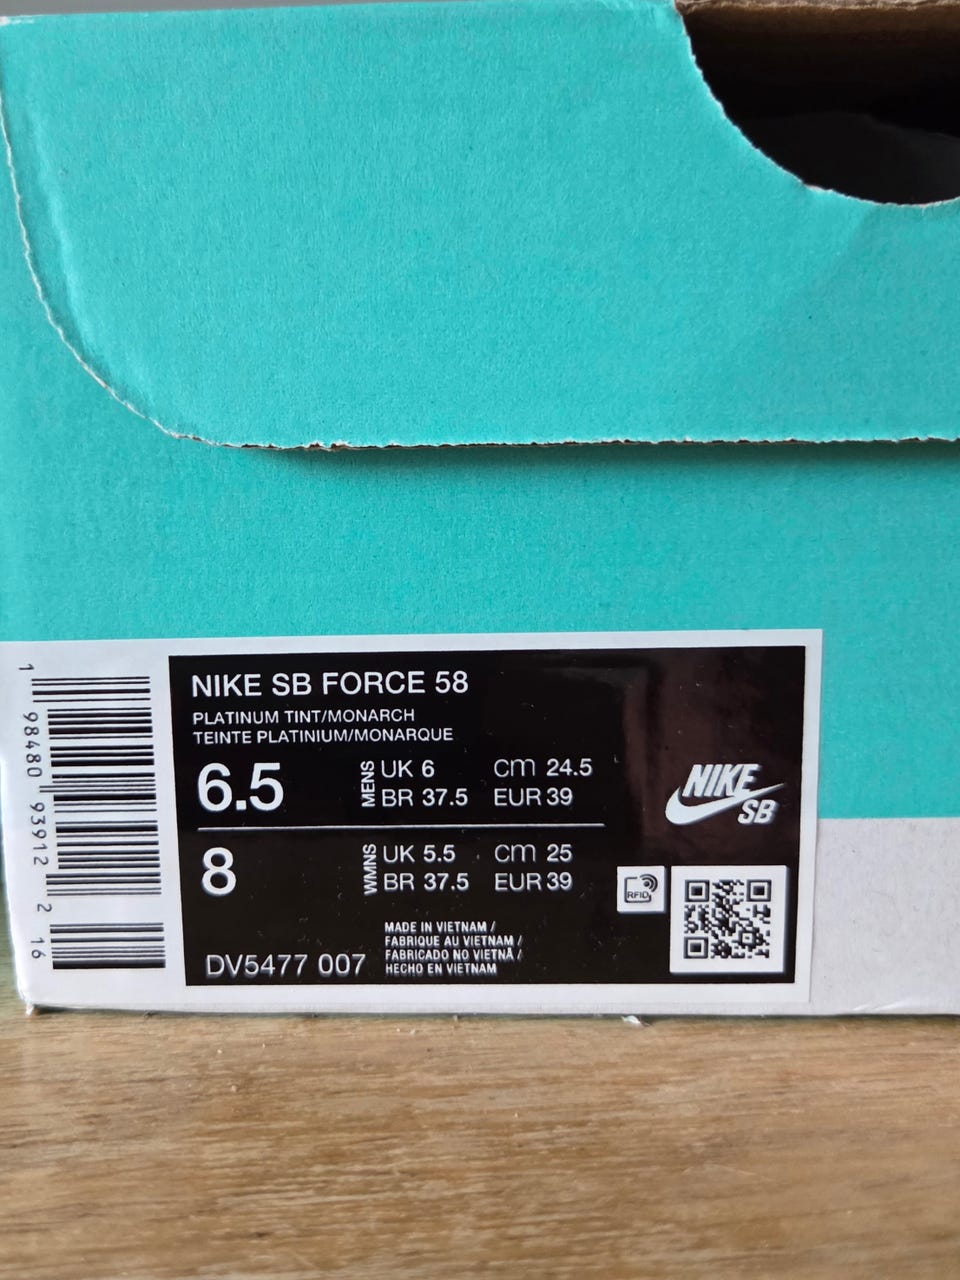 NIKE SB FORCE 58
PLATINUM TINT/MONARCH
TEINTE PLATINIUM/MONARQUE
6.5 MENS UK 6 CM 24.5
BR 37.5 EUR 39
8 WMNS UK 5.5 CM 25
BR 37.5 EUR 39
DV5477 007
MADE IN VIETNAM /
FABRIQUE AU VIETNAM /
FABRICADO NO VIETNÃ /
HECHO EN VIETNAM
NIKE
SB
RFID
1 98480 93912 2 16